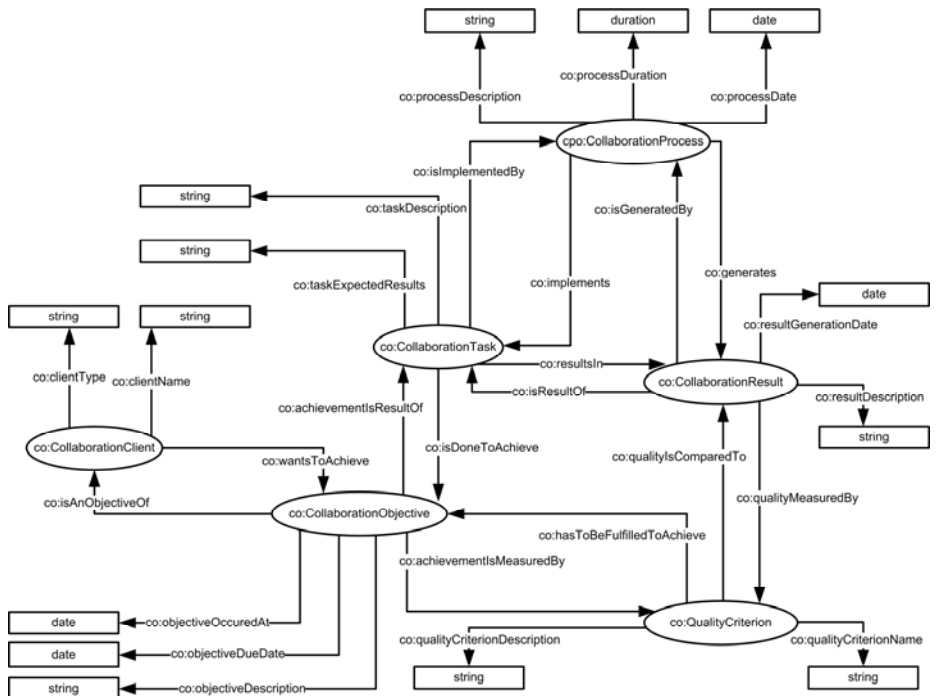 string
duration
date
co:processDescription
co:processDuration
co:processDate
cpo:CollaborationProcess
co:isImplementedBy
string
co:taskDescription
co:isGeneratedBy
string
co:taskExpectedResults
co:implements
co:generates
date
co:resultGenerationDate
string
string
co:clientType
co:clientName
co:CollaborationTask
co:resultsIn
co:isResultOf
co:CollaborationResult
co:resultDescription
string
co:achievementIsResultOf
co:CollaborationClient
co:wantsToAchieve
co:isDoneToAchieve
co:qualityIsComparedTo
co:isAnObjectiveOf
co:qualityMeasuredBy
co:CollaborationObjective
co:hasToBeFulfilledToAchieve
co:achievementIsMeasuredBy
date
co:objectiveOccuredAt
co:QualityCriterion
co:qualityCriterionDescription
co:qualityCriterionName
date
co:objectiveDueDate
string
string
string
co:objectiveDescription